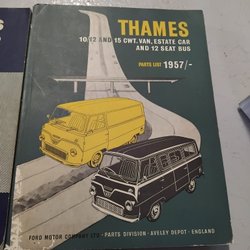 S
THAMES
10/12 AND 15 CWT. VAN, ESTATE CAR
AND 12 SEAT BUS
PARTS LIST 1957/-
FORD MOTOR COMPANY LTD · PARTS DIVISION · AVELEY DEPOT · ENGLAND